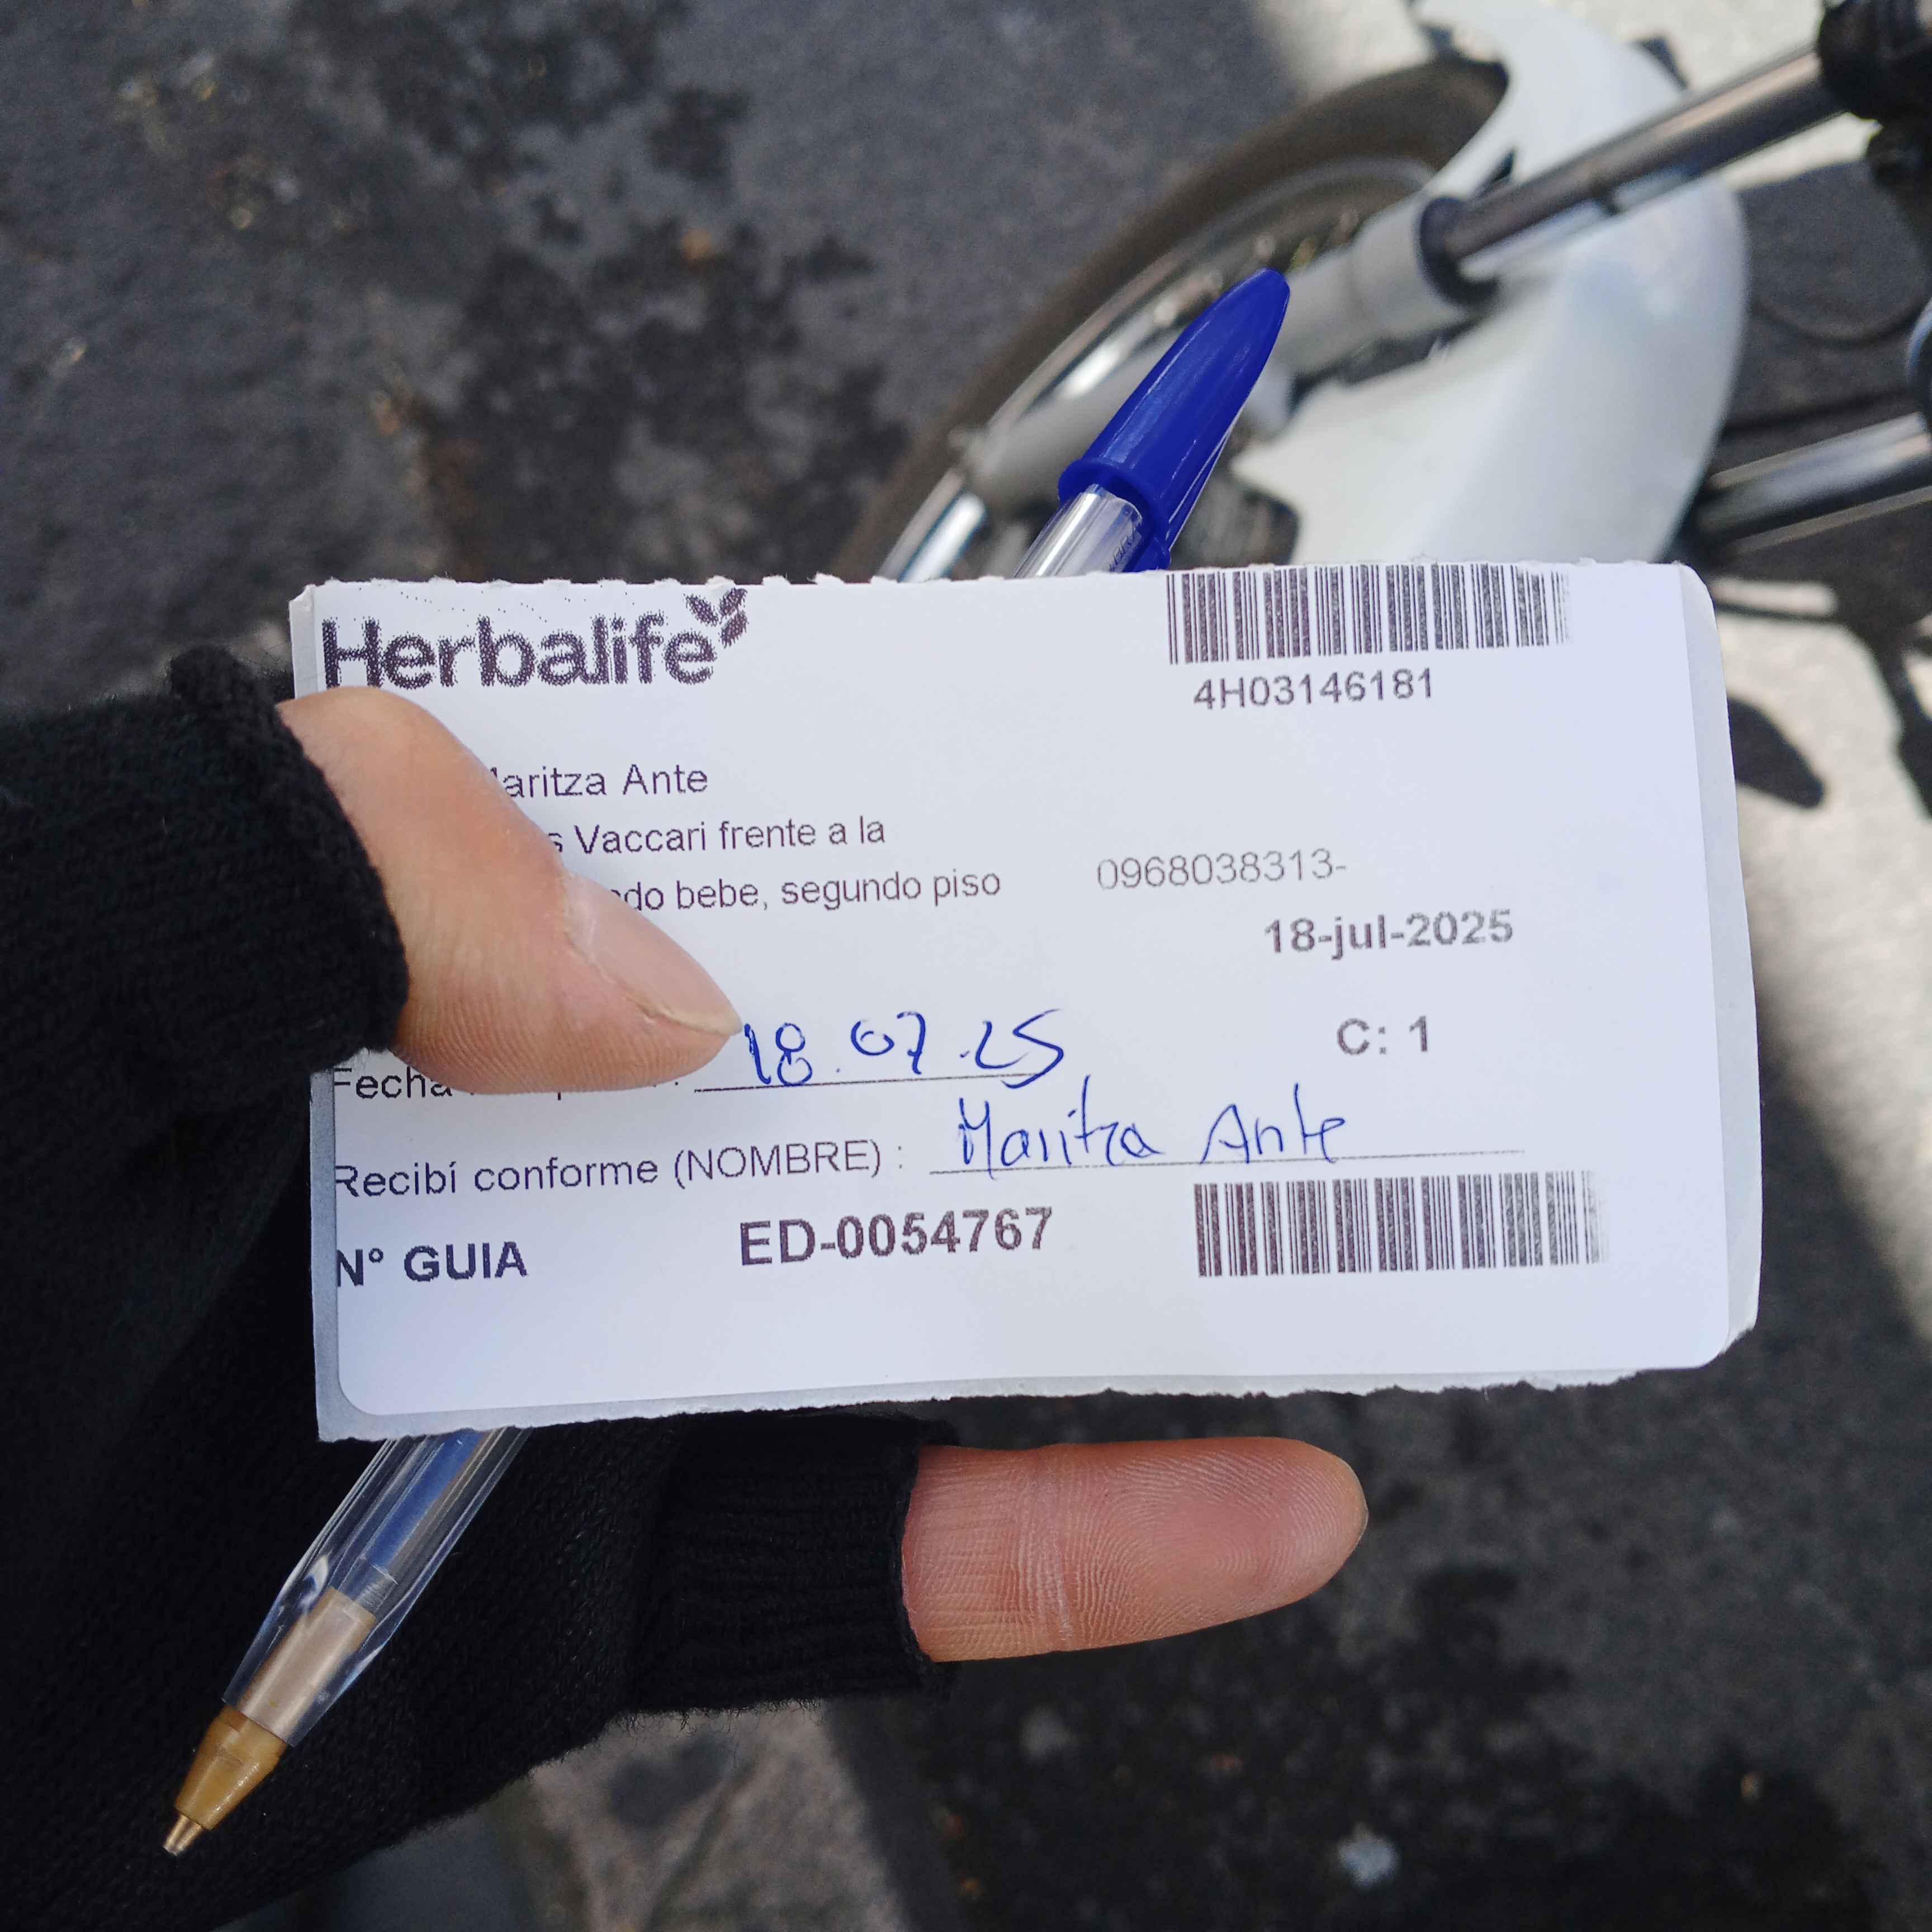 Herbalife
4H03146181
Maritza Ante
Vaccari frente a la
bebe, segundo piso
0968038313-
18-jul-2025
C: 1
Fecha : 18.07.25
Recibí conforme (NOMBRE) : Maritza Ante
N° GUIA ED-0054767